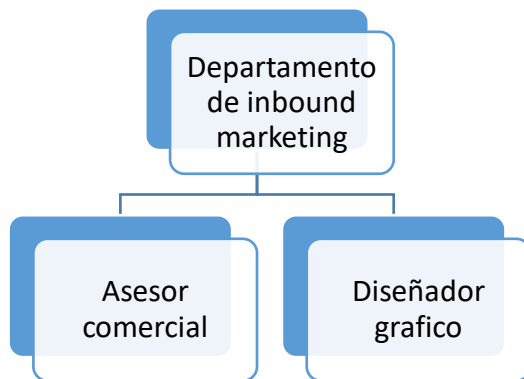 Departamento
de inbound
marketing
Asesor
comercial
Diseñador
grafico